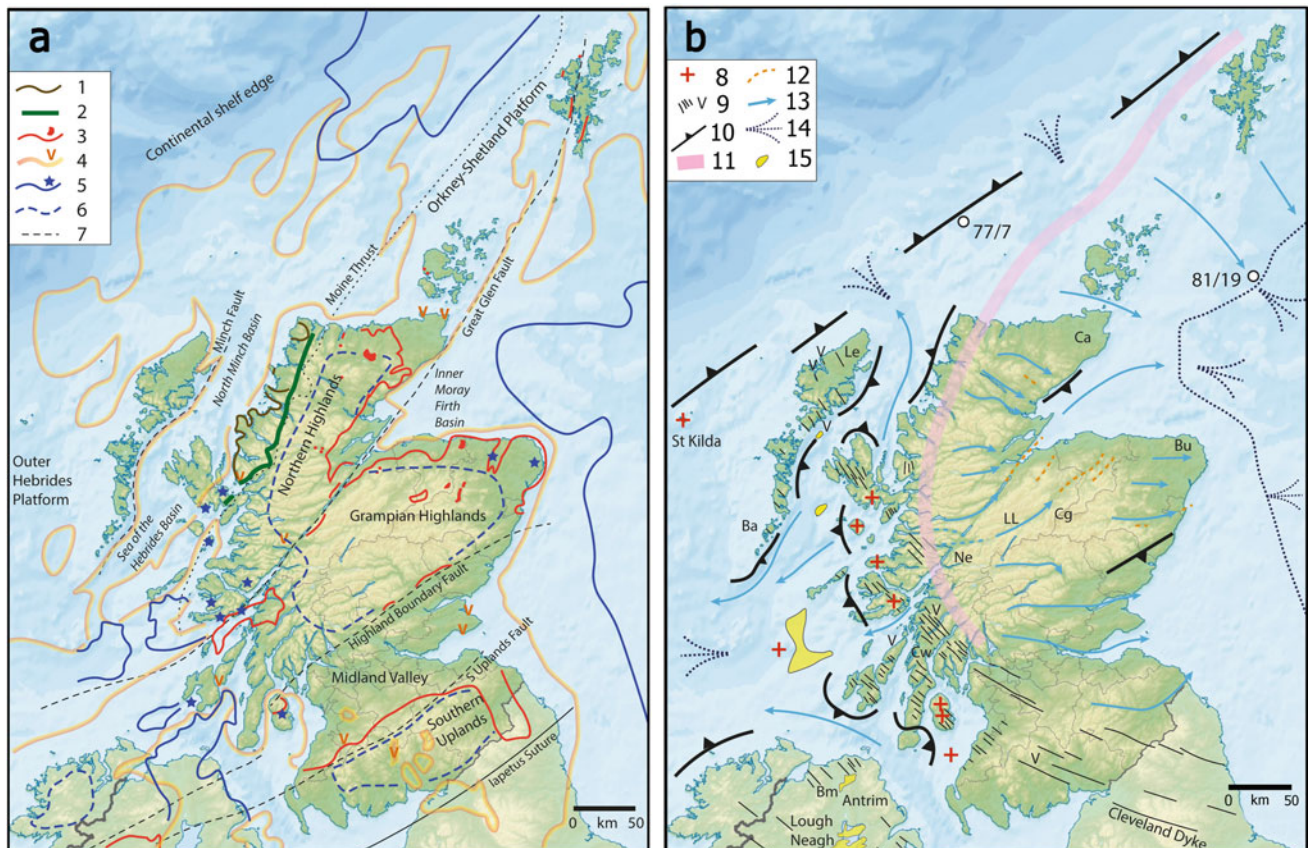 a
1
2
3
4
5
6
7
V
Continental shelf edge
Orkney-Shetland Platform
Moine Thrust
Great Glen Fault
Minch Fault
North Minch Basin
Inner
Moray
Firth
Basin
Northern Highlands
Outer
Hebrides
Platform
Sea of the
Hebrides Basin
Grampian Highlands
Highland Boundary Fault
Midland Valley
S Uplands Fault
Southern
Uplands
Iapetus Suture
V
V
V
V
V
V
V
V
V
0 km 50
b
8
9
10
11
12
13
14
15
V
77/7
81/19
V
Le
Ca
V
St Kilda
Bu
Ba
LL
Cg
Ne
V
V
Cw
V
Bm
Antrim
Lough
Neagh
Cleveland Dyke
0 km 50